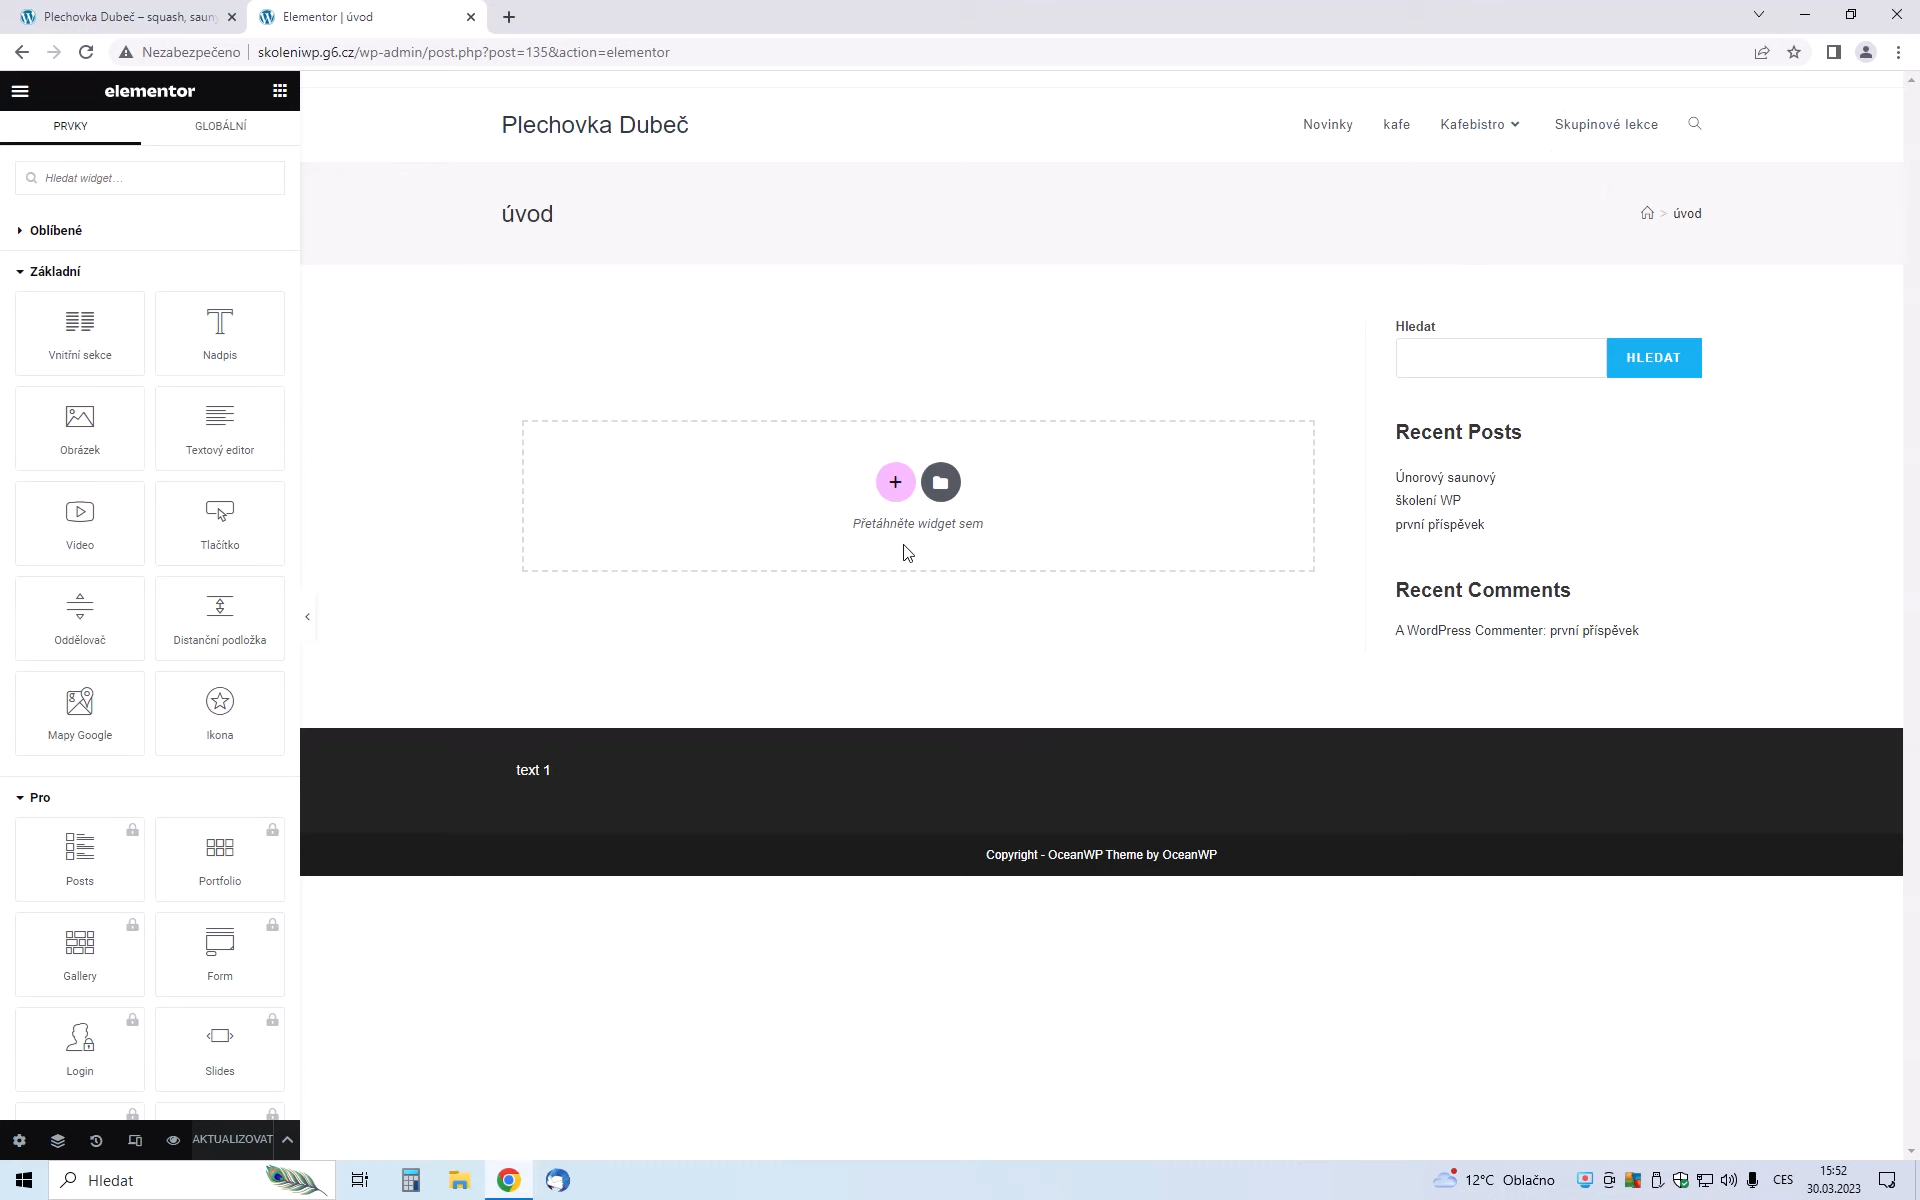 Plechovka Dubeč – squash, saun
Elementor | úvod
Nezabezpečeno
skoleniwp.g6.cz/wp-admin/post.php?post=135&action=elementor
elementor
PRVKY
GLOBÁLNÍ
Hledat widget…
Oblíbené
Základní
Vnitřní sekce
Nadpis
Obrázek
Textový editor
Video
Tlačítko
Oddělovač
Distanční podložka
Mapy Google
Ikona
Pro
Posts
Portfolio
Gallery
Form
Login
Slides
AKTUALIZOVAT
Plechovka Dubeč
Novinky
kafe
Kafebistro
Skupinové lekce
úvod
> úvod
Přetáhněte widget sem
Hledat
HLEDAT
Recent Posts
Únorový saunový
školení WP
první příspěvek
Recent Comments
A WordPress Commenter: první příspěvek
text 1
Copyright - OceanWP Theme by OceanWP
Hledat
12°C Oblačno
CES
15:52
30.03.2023